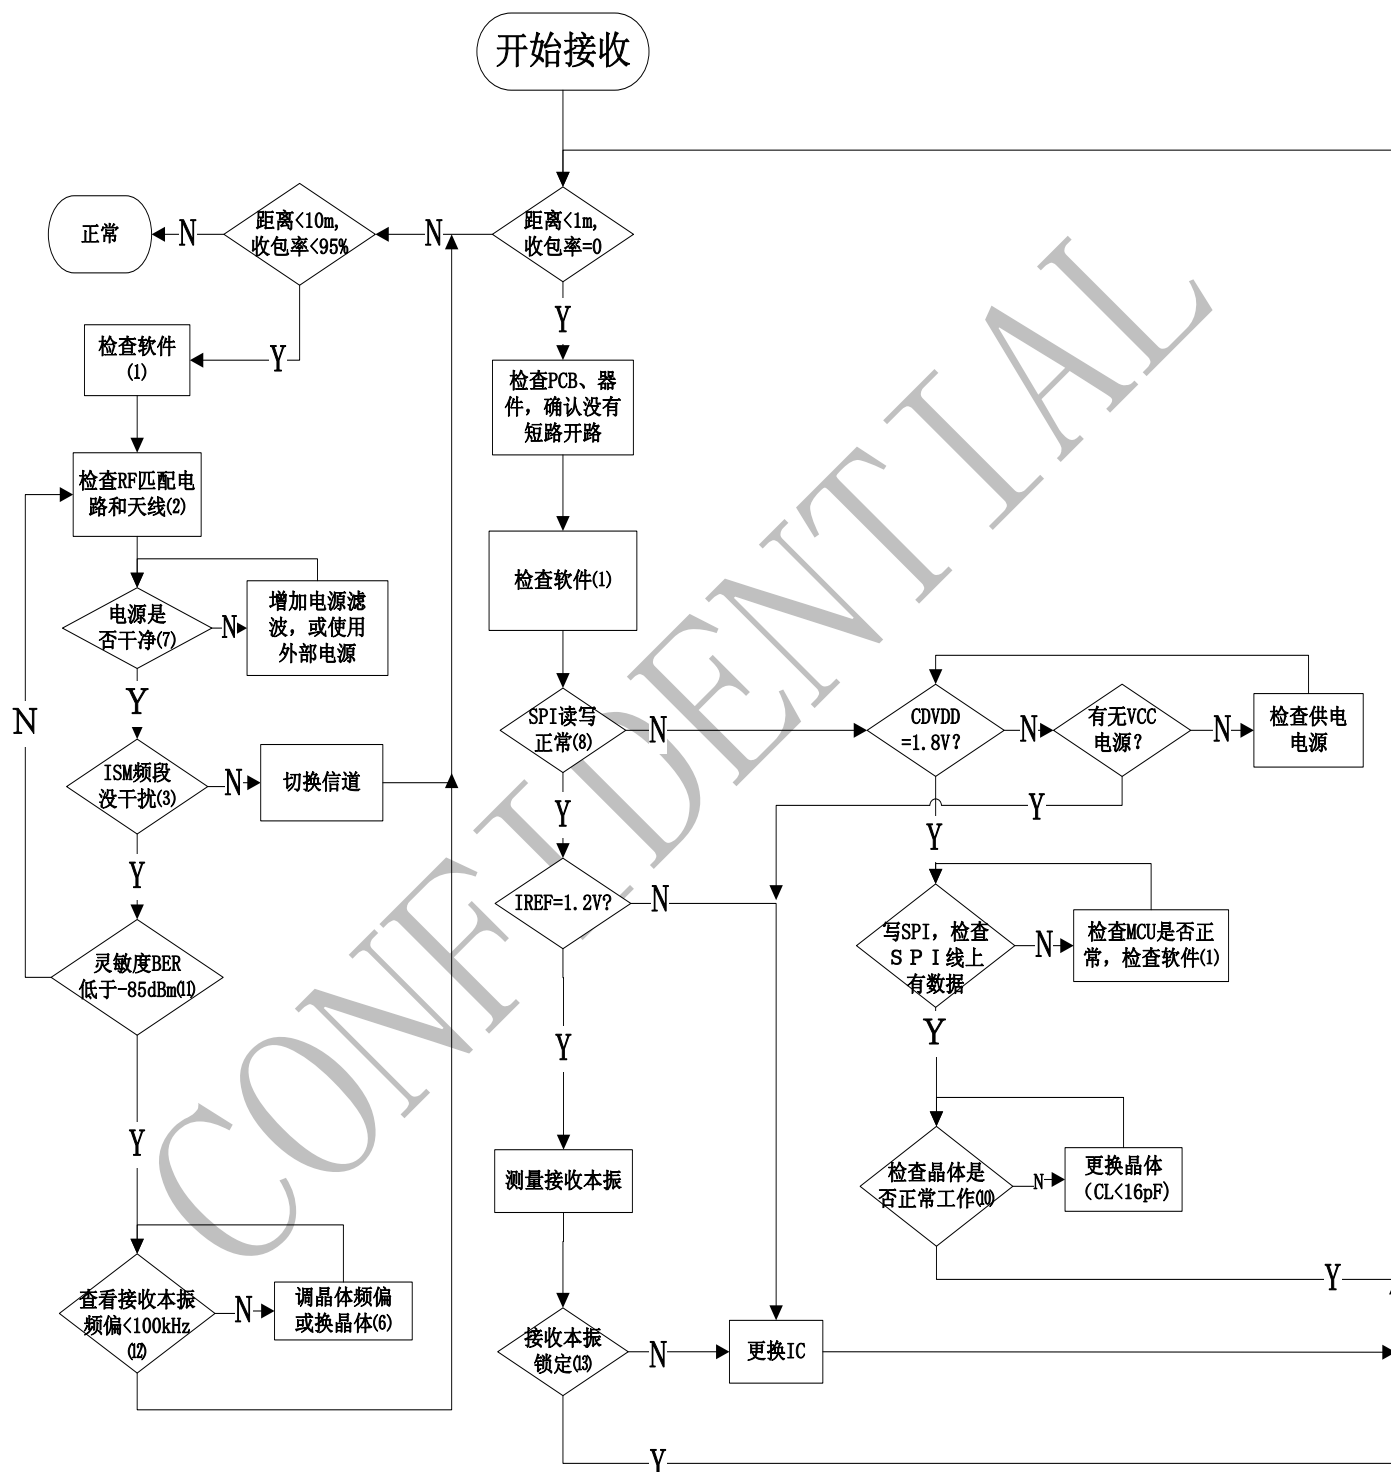 开始接收
距离<1m,
收包率=0
N
距离<10m,
收包率<95%
N
正常
Y
检查软件
(1)
检查RF匹配电
路和天线(2)
电源是
否干净(7)
N
增加电源滤
波，或使用
外部电源
Y
ISM频段
没干扰(3)
N
切换信道
Y
灵敏度BER
低于-85dBm(11)
N
Y
查看接收本振
频偏<100kHz
(12)
N
调晶体频偏
或换晶体(6)
Y
检查PCB、器
件，确认没有
短路开路
检查软件(1)
SPI读写
正常(8)
N
CDVDD
=1.8V?
N
有无VCC
电源?
N
检查供电
电源
Y
Y
Y
IREF=1.2V?
N
写SPI，检查
ＳＰＩ线上
有数据
N
检查MCU是否正
常，检查软件(1)
Y
Y
测量接收本振
检查晶体是
否正常工作(10)
N
更换晶体
（CL<16pF)
Y
接收本振
锁定(13)
N
更换IC
Y
CONFIDENTIAL